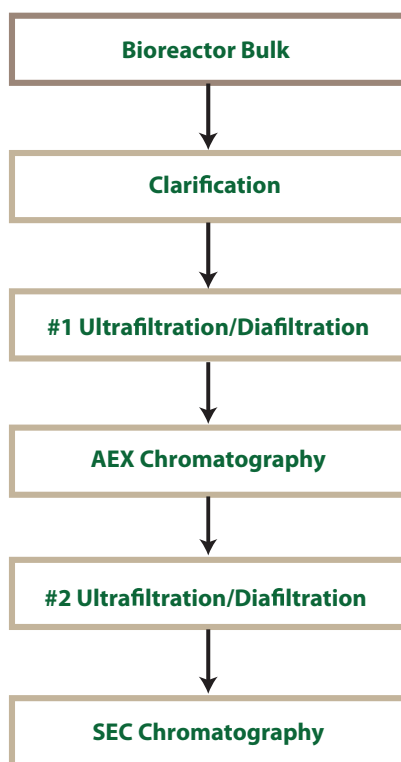 Bioreactor Bulk
Clarification
#1 Ultrafiltration/Diafiltration
AEX Chromatography
#2 Ultrafiltration/Diafiltration
SEC Chromatography